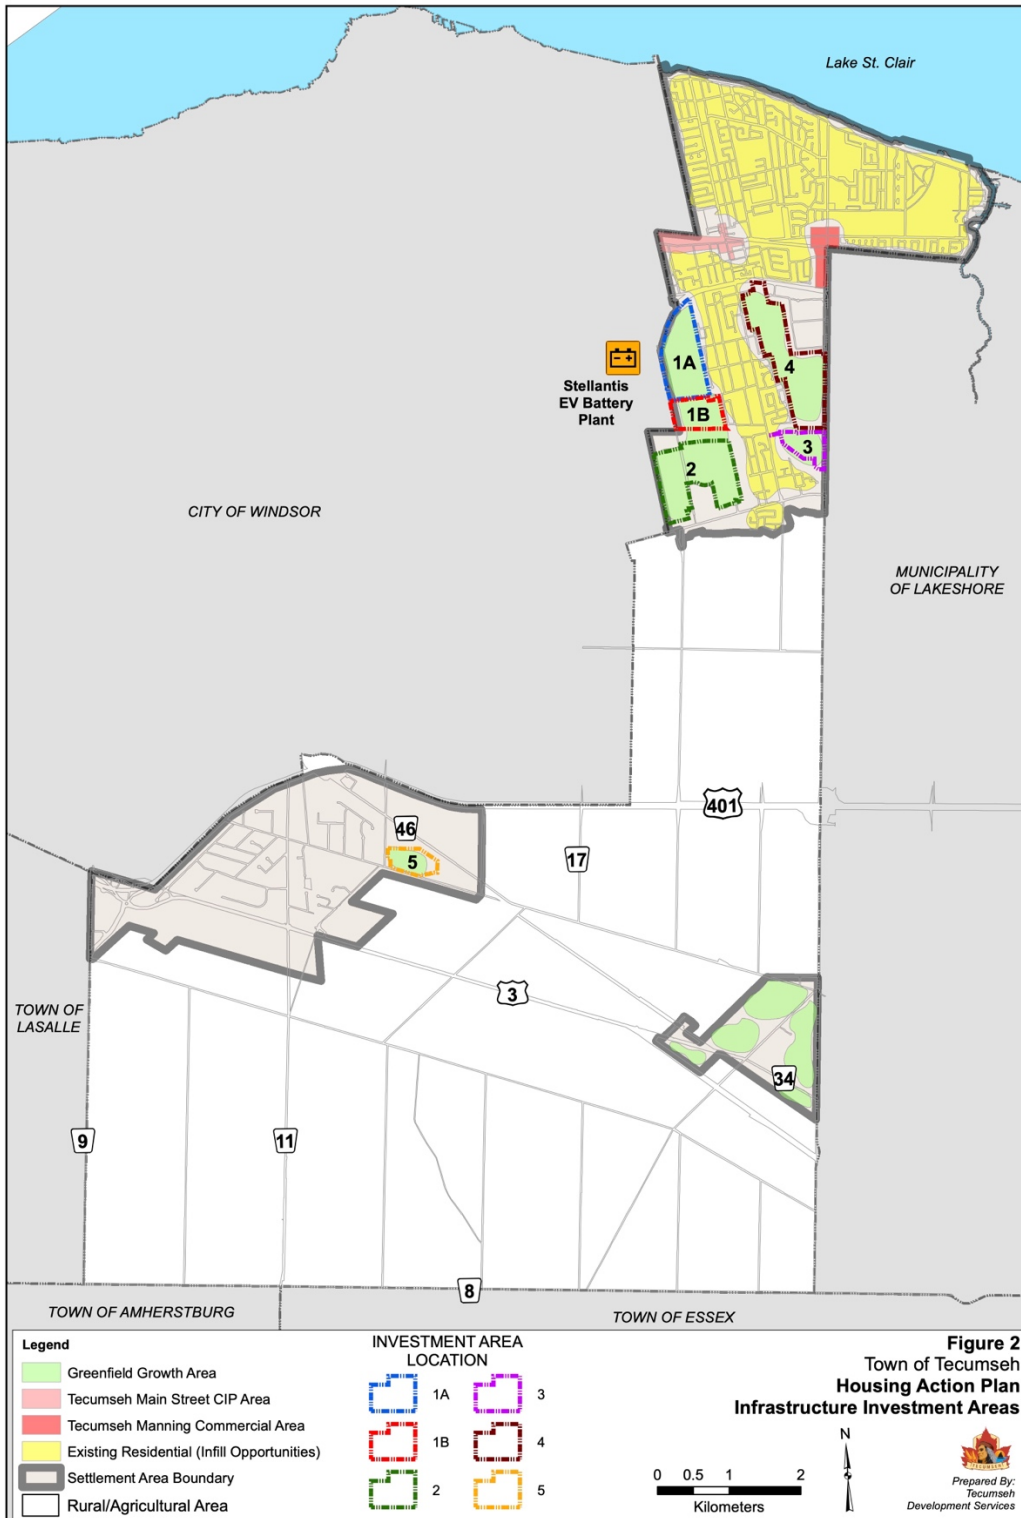 Lake St. Clair
1A
4
Stellantis
EV Battery
Plant
1B
3
2
CITY OF WINDSOR
MUNICIPALITY
OF LAKESHORE
401
46
17
5
3
TOWN OF
LASALLE
34
9
11
8
TOWN OF AMHERSTBURG
TOWN OF ESSEX
Legend
Greenfield Growth Area
Tecumseh Main Street CIP Area
Tecumseh Manning Commercial Area
Existing Residential (Infill Opportunities)
Settlement Area Boundary
Rural/Agricultural Area
INVESTMENT AREA
LOCATION
1A
3
1B
4
2
5
Figure 2
Town of Tecumseh
Housing Action Plan
Infrastructure Investment Areas
N
0 0.5 1 2
Kilometers
TECUMSEH
Prepared By:
Tecumseh
Development Services